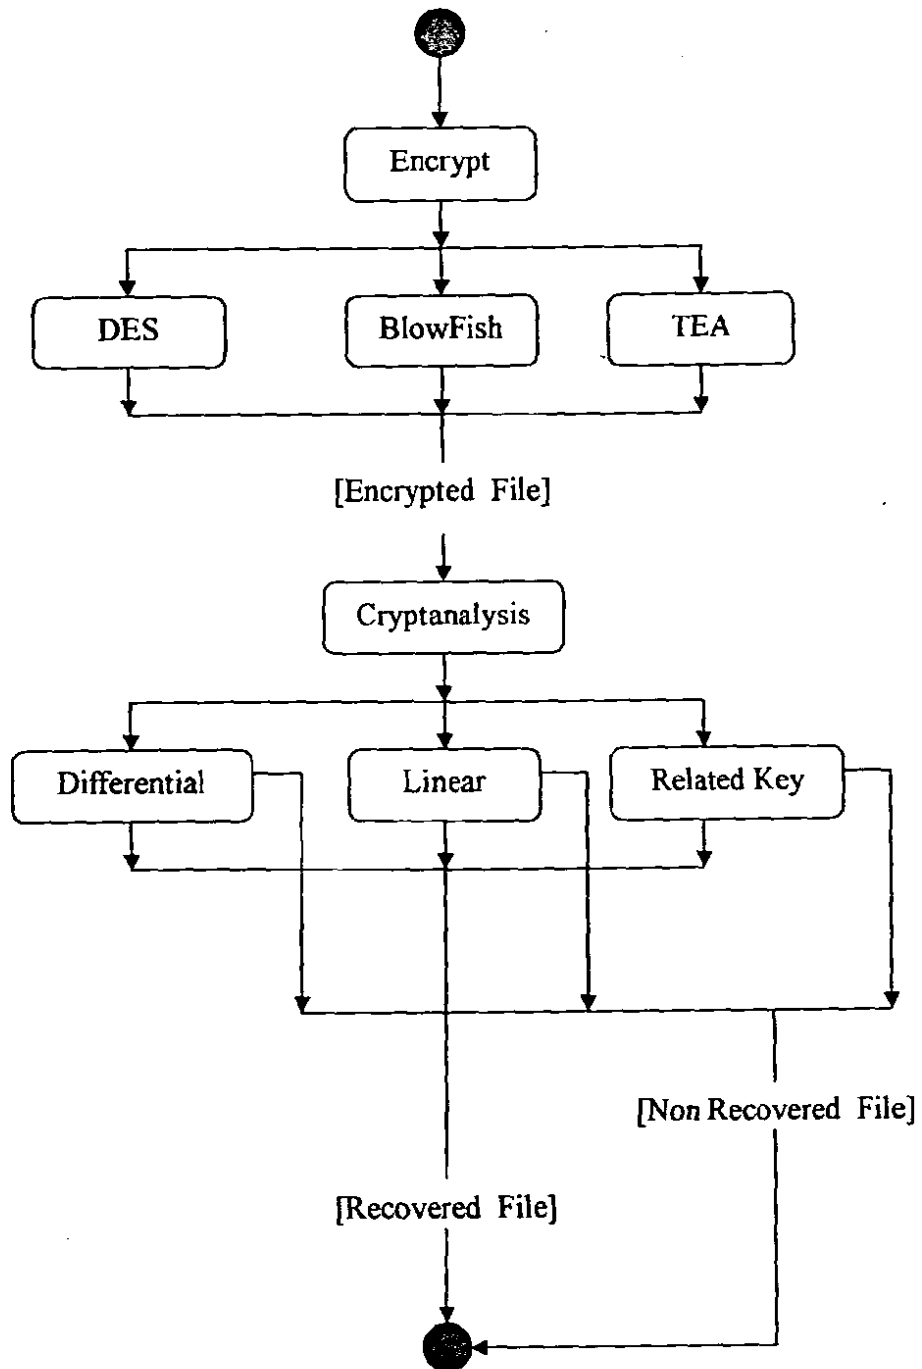 Encrypt
DES
BlowFish
TEA
[Encrypted File]
Cryptanalysis
Differential
Linear
Related Key
[Non Recovered File]
[Recovered File]